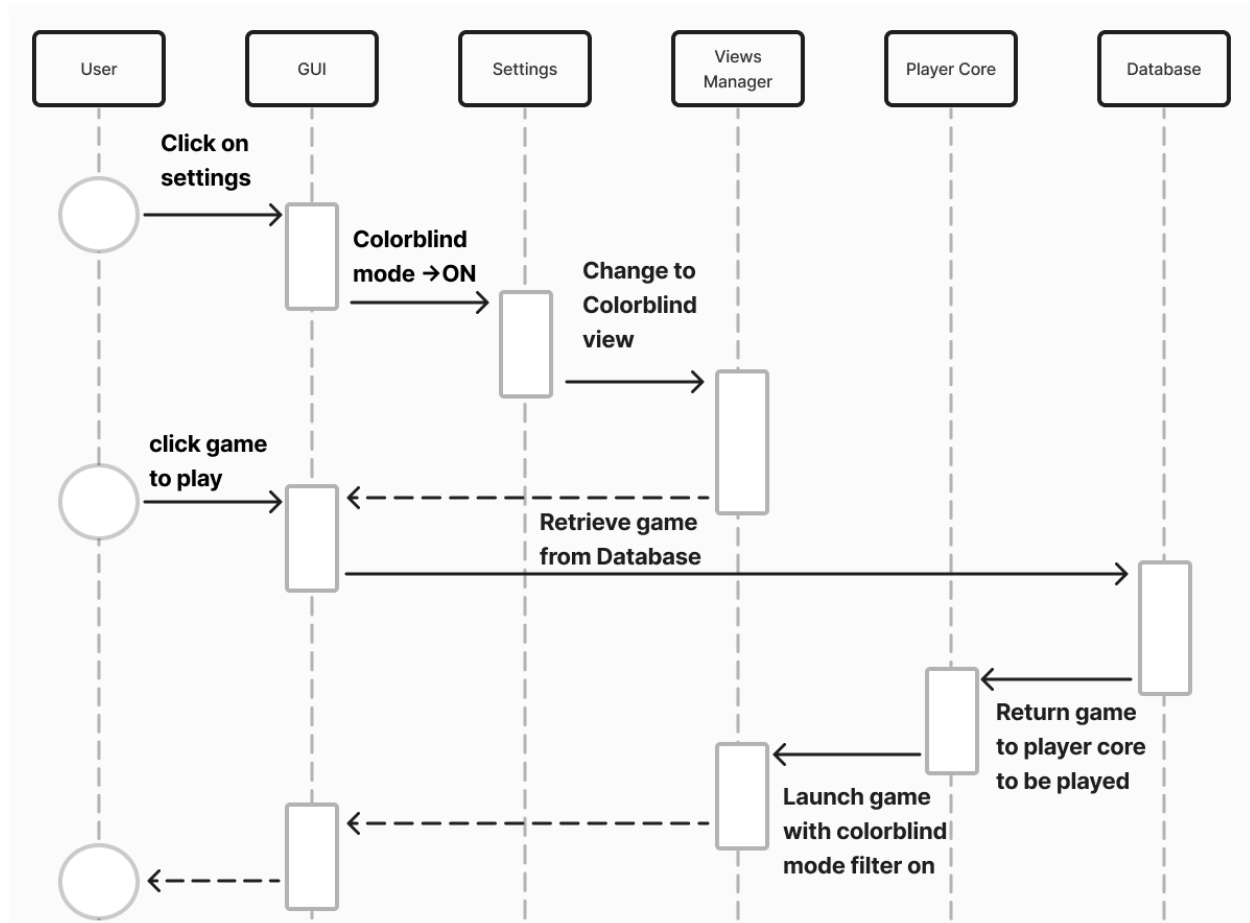 User
GUI
Settings
Views
Manager
Player Core
Database
Click on
settings
Colorblind
mode →ON
Change to
Colorblind
view
click game
to play
Retrieve game
from Database
Return game
to player core
to be played
Launch game
with colorblind
mode filter on